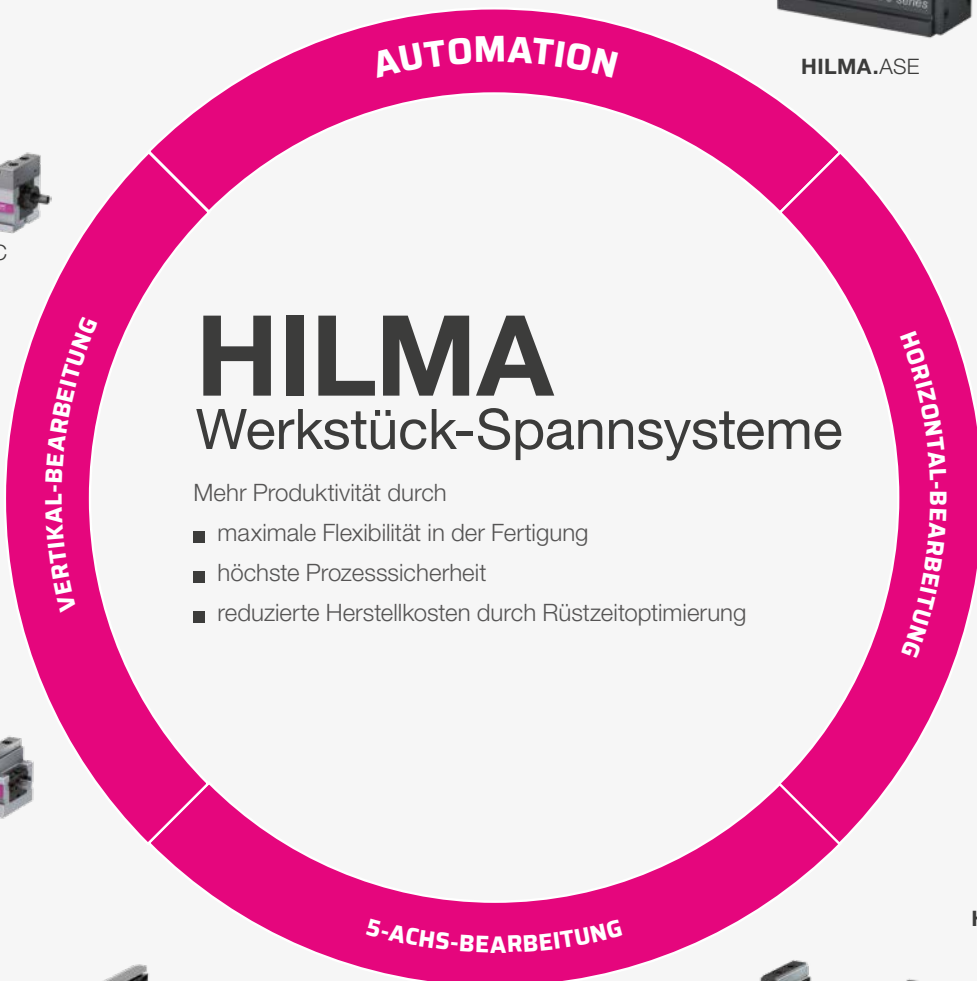 series
AUTOMATION
HILMA.ASE
C
VERTIKAL-BEARBEITUNG
HORIZONTAL-BEARBEITUNG
HILMA
Werkstück-Spannsysteme
Mehr Produktivität durch
■ maximale Flexibilität in der Fertigung
■ höchste Prozesssicherheit
■ reduzierte Herstellkosten durch Rüstzeitoptimierung
5-ACHS-BEARBEITUNG
H